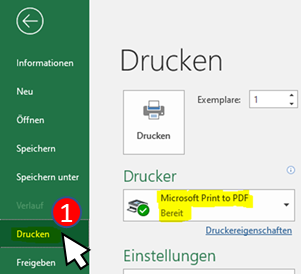 Informationen
Neu
Öffnen
Speichern
Speichern unter
Verlauf
1
Drucken
Freigeben
Drucken
Drucken
Exemplare: 1
Drucker
Microsoft Print to PDF
Bereit
Druckereigenschaften
Einstellungen